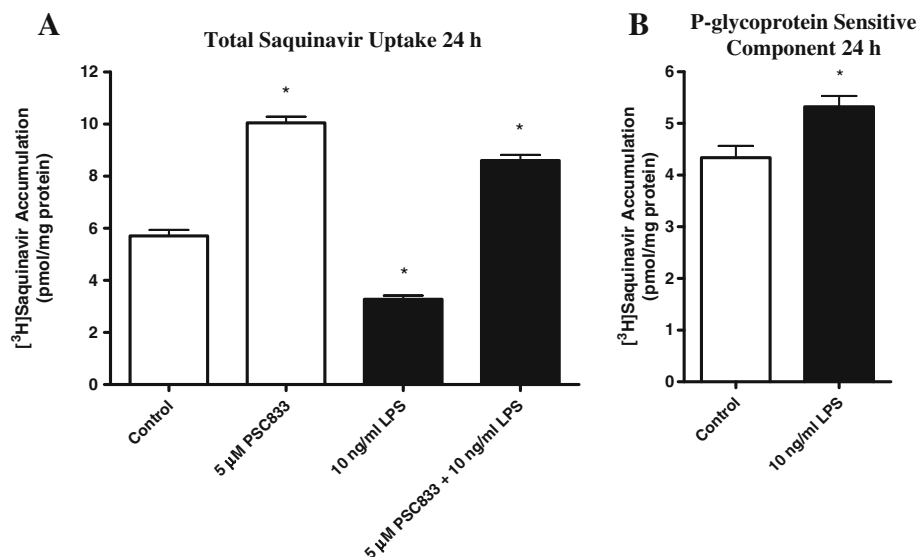 A
Total Saquinavir Uptake 24 h
[³H]Saquinavir Accumulation
(pmol/mg protein)
12
10
8
6
4
2
0
*
*
*
Control
5 µM PSC833
10 ng/ml LPS
5 µM PSC833 + 10 ng/ml LPS
B
P-glycoprotein Sensitive
Component 24 h
[³H]Saquinavir Accumulation
(pmol/mg protein)
6
5
4
3
2
1
0
*
Control
10 ng/ml LPS